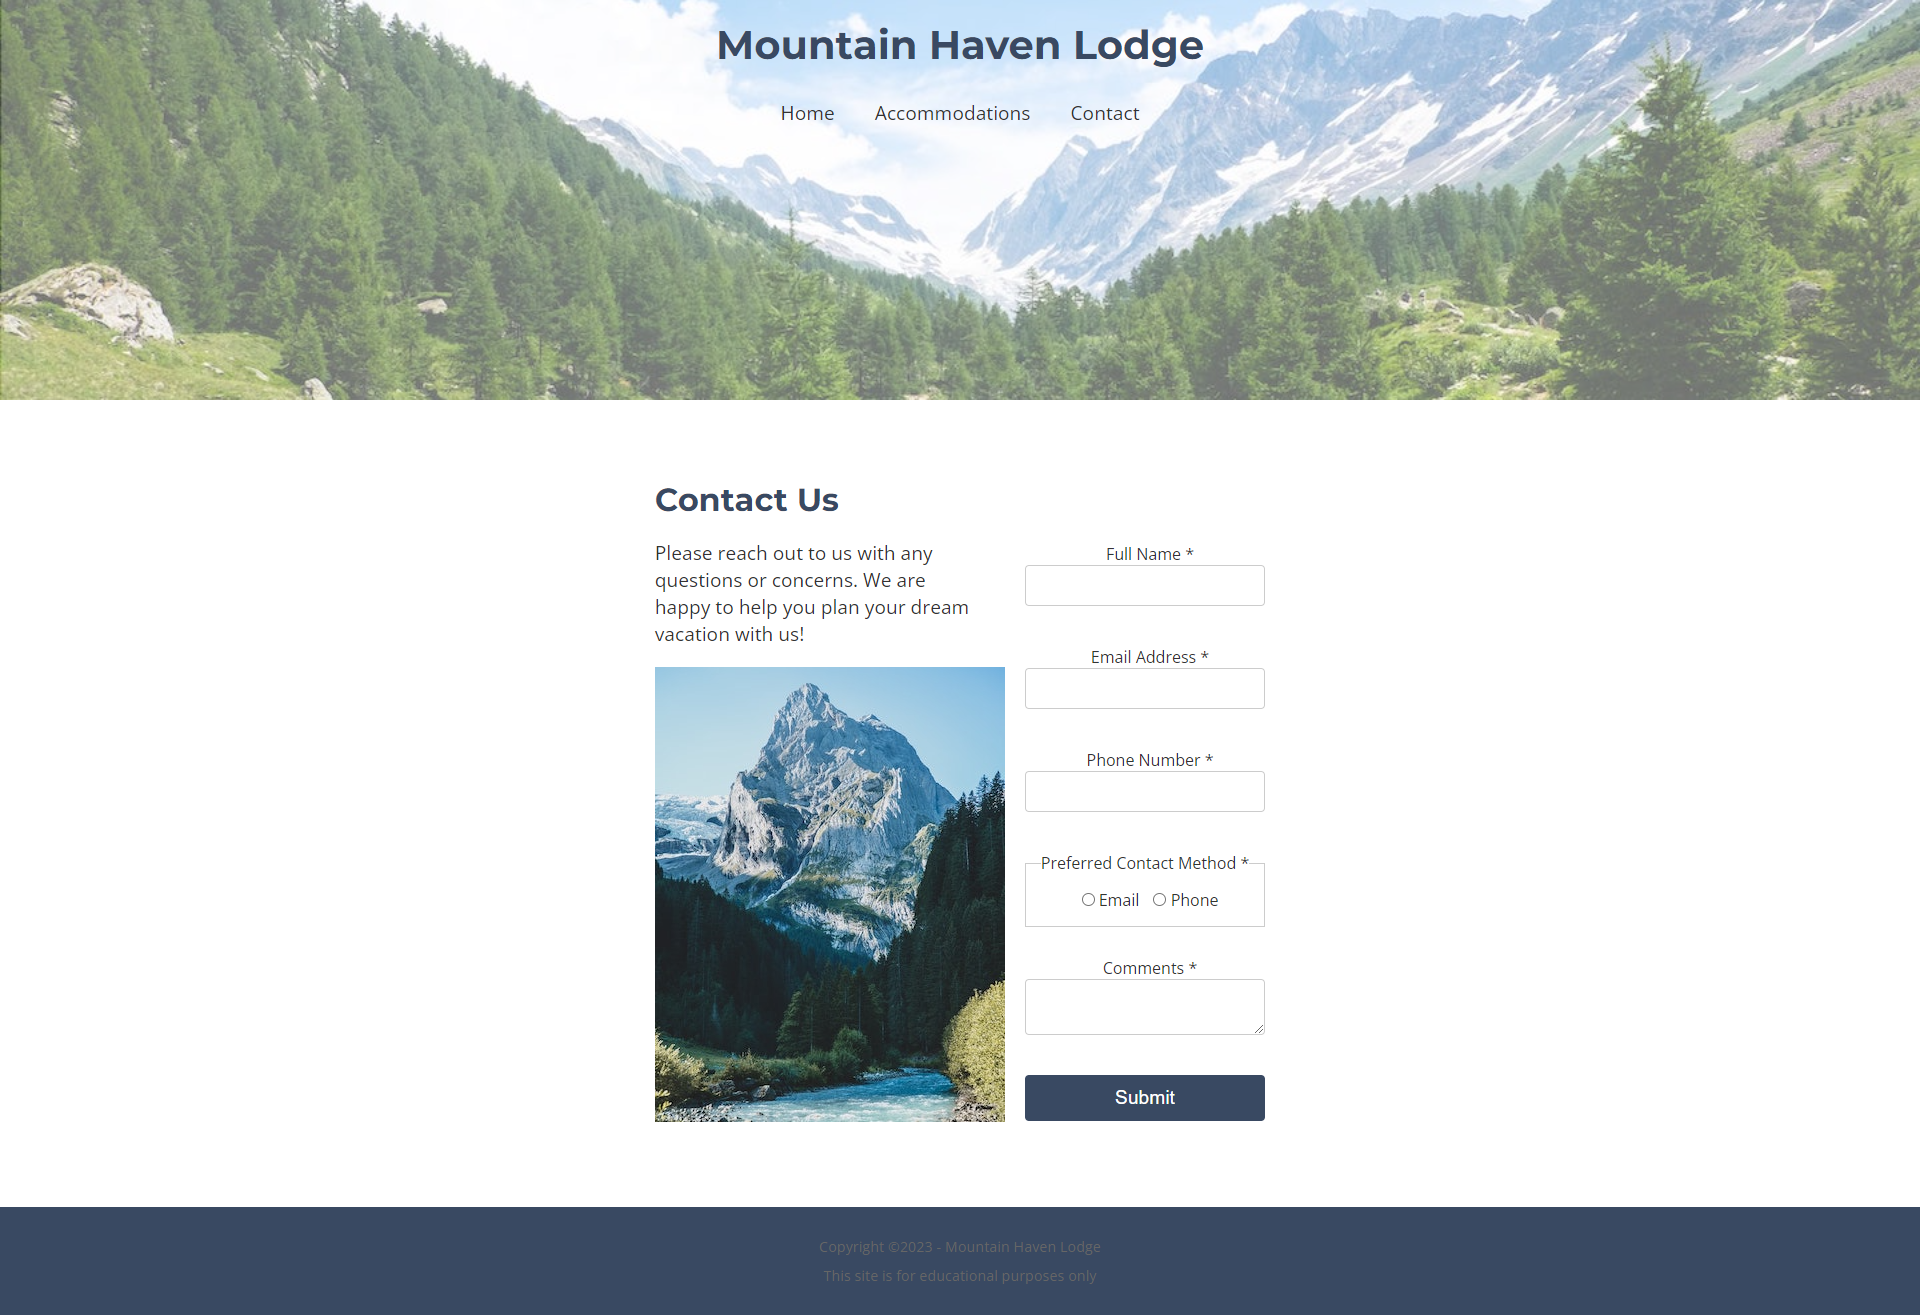 Mountain Haven Lodge
Home Accommodations Contact
Contact Us
Please reach out to us with any
questions or concerns. We are
happy to help you plan your dream
vacation with us!
Full Name *
Email Address *
Phone Number *
Preferred Contact Method *
Email Phone
Comments *
Submit
Copyright ©2023 - Mountain Haven Lodge
This site is for educational purposes only